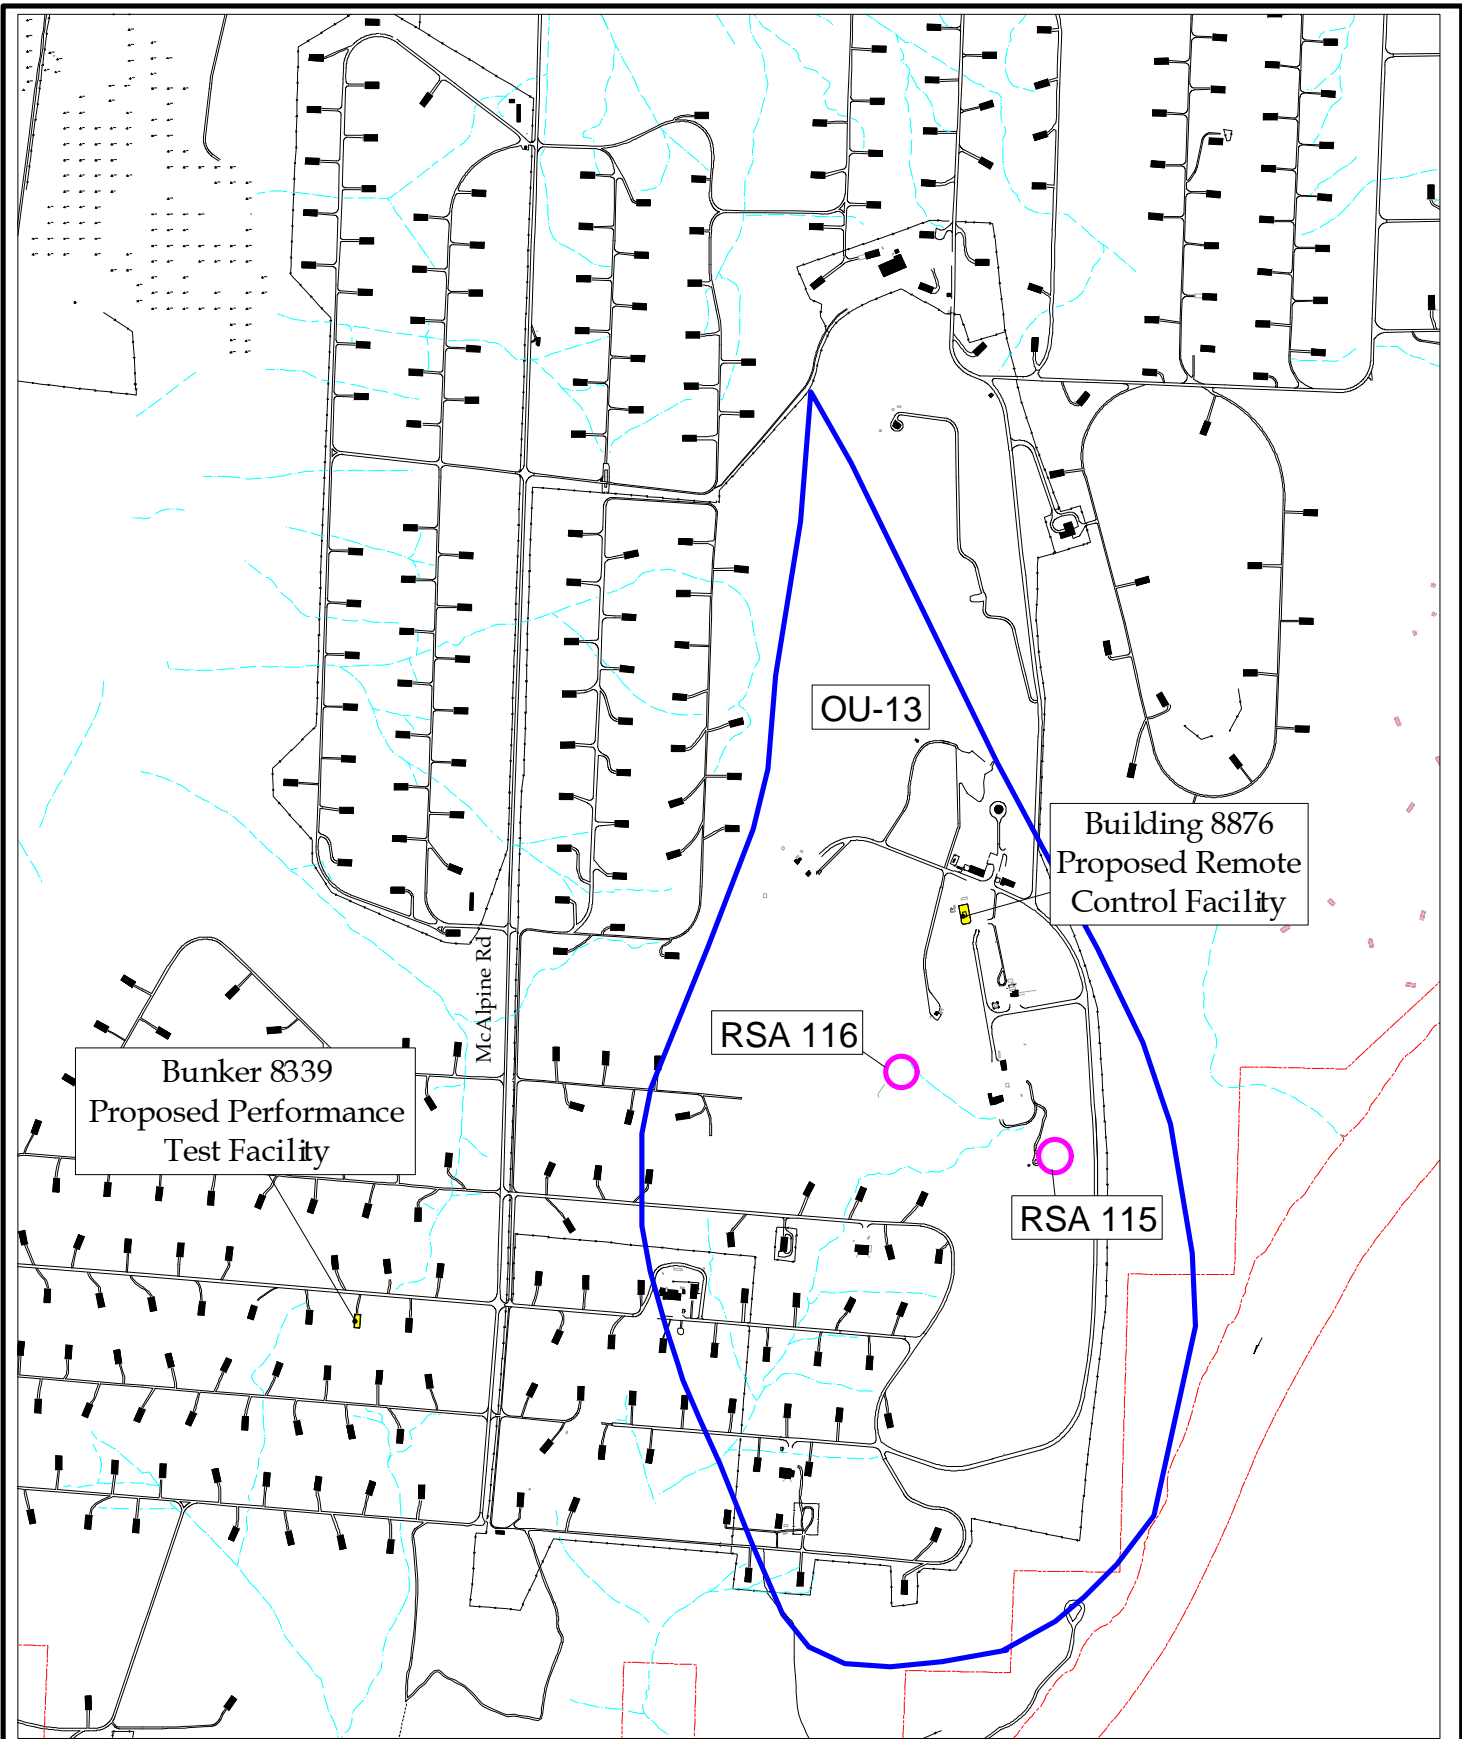 OU-13
Building 8876
Proposed Remote
Control Facility
McAlpine Rd
RSA 116
Bunker 8339
Proposed Performance
Test Facility
RSA 115